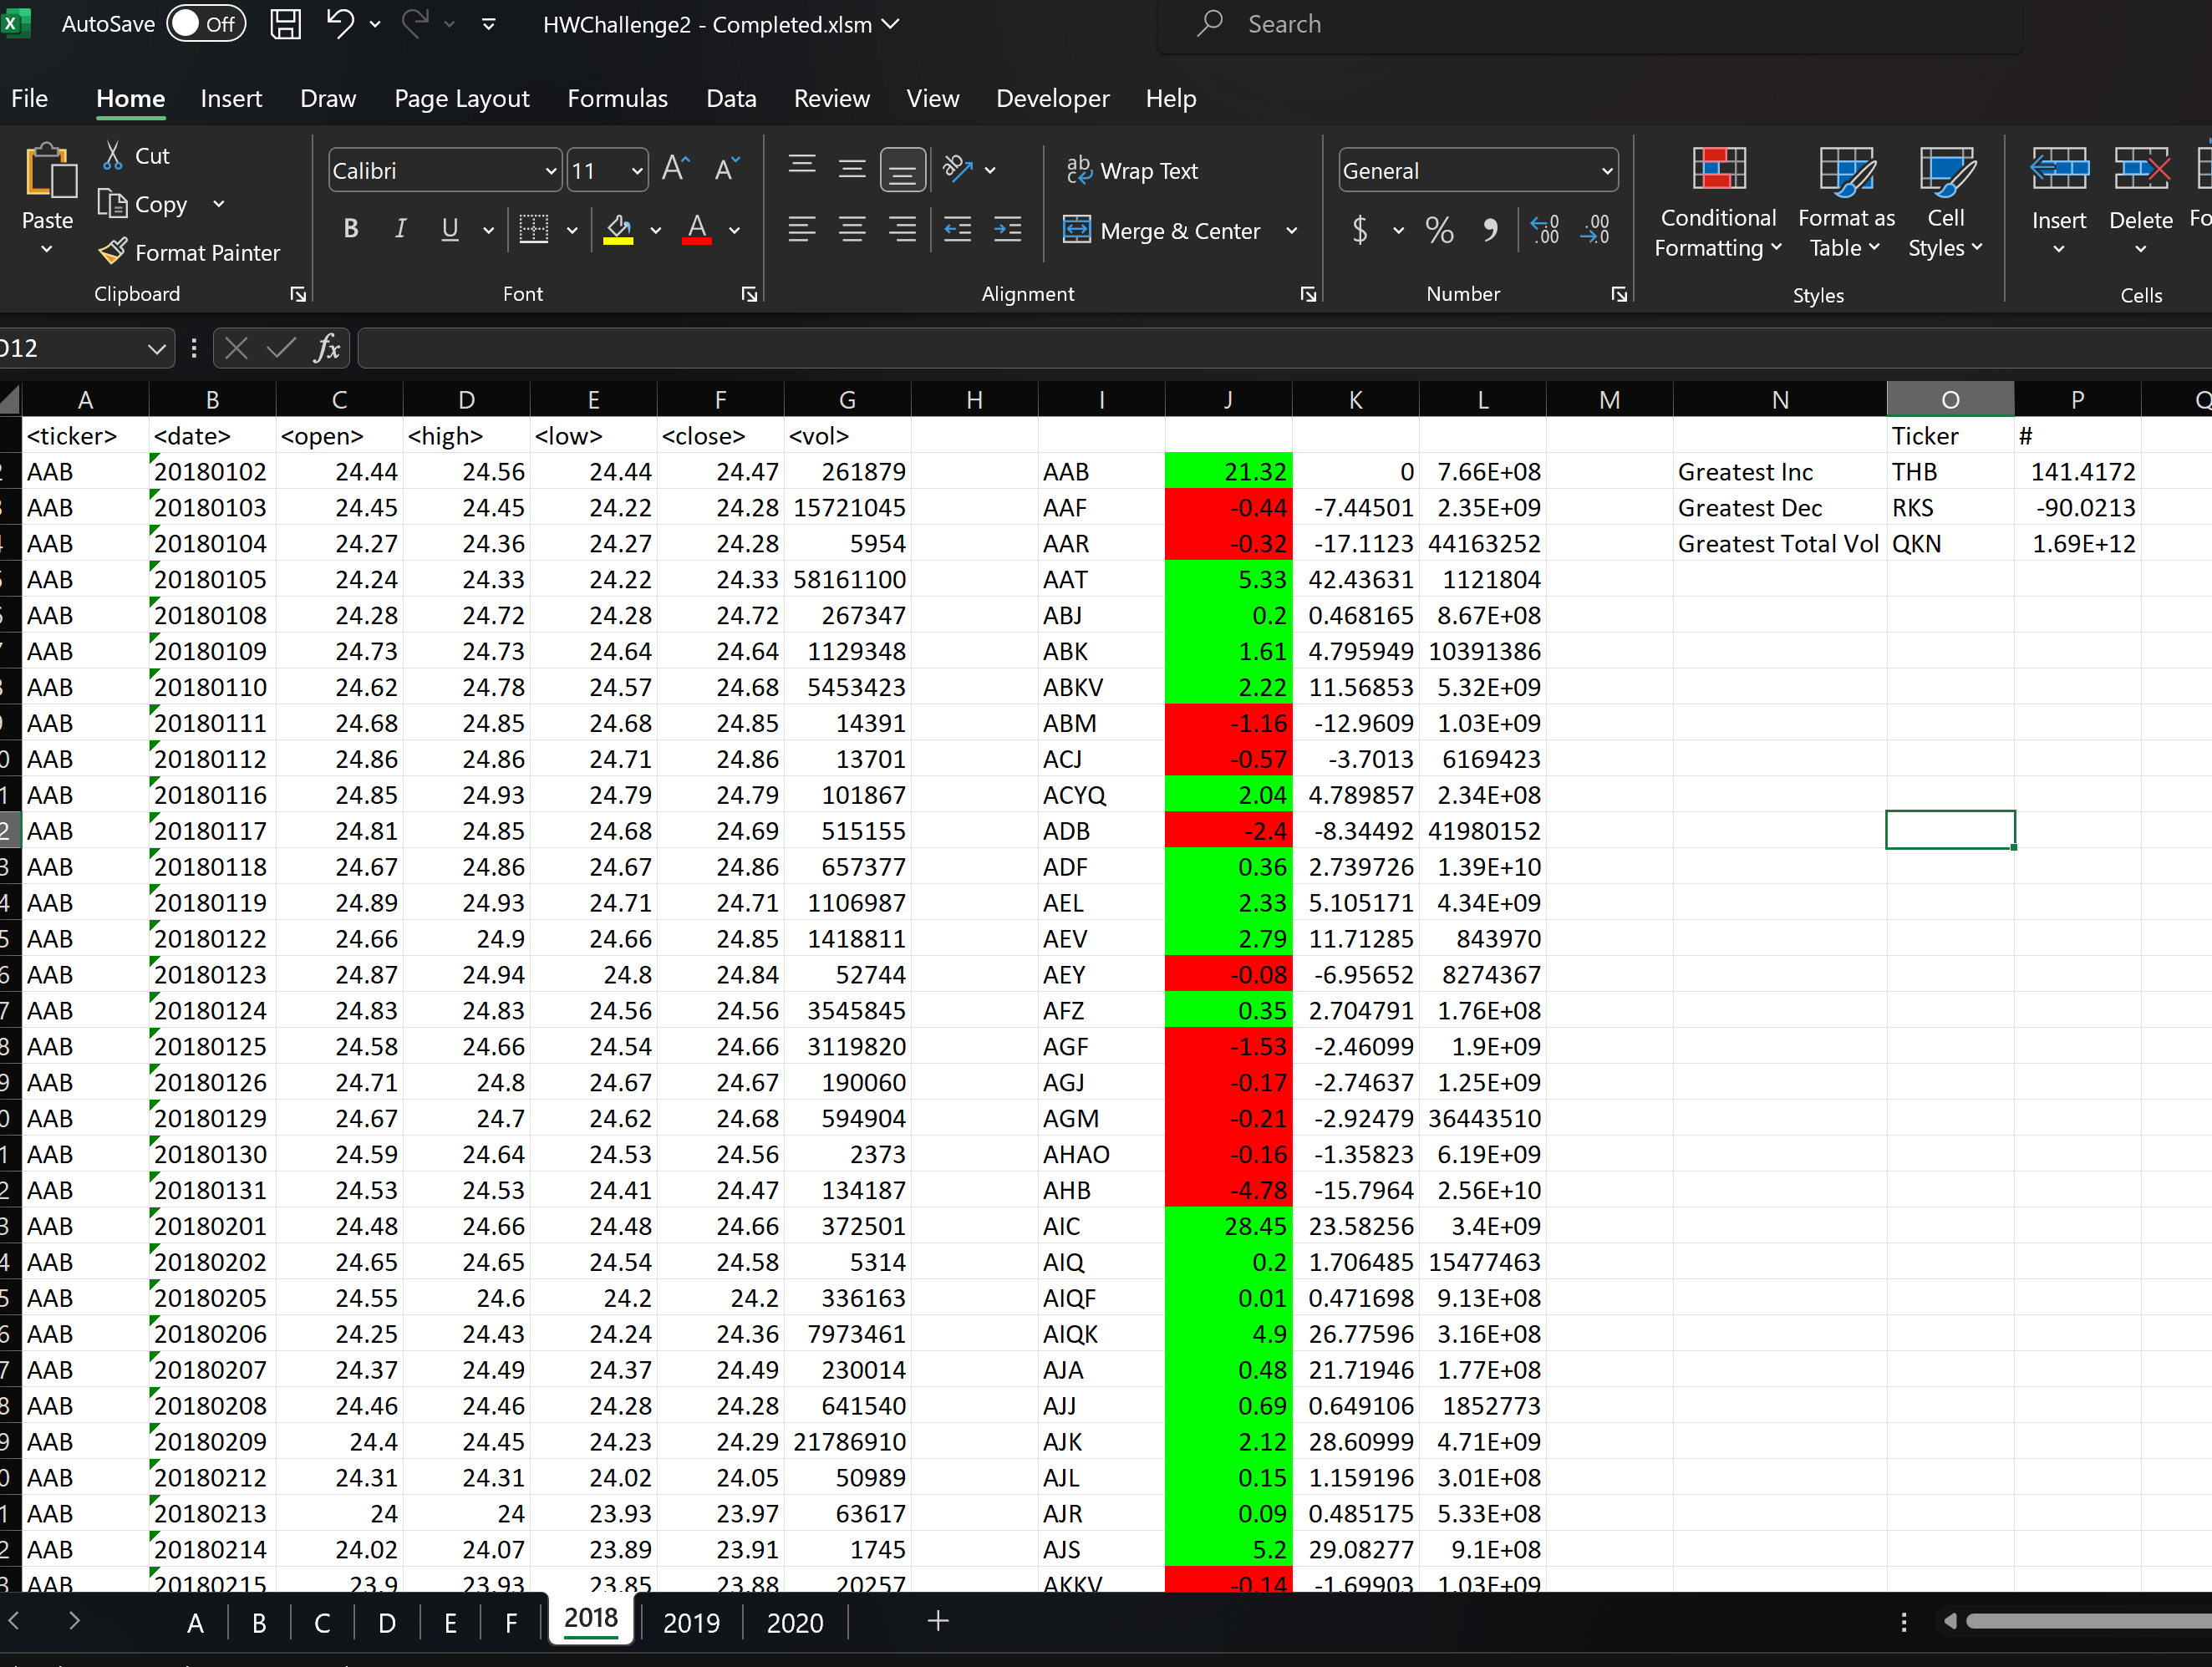 AutoSave Off HWChallenge2 - Completed.xlsm Search
File Home Insert Draw Page Layout Formulas Data Review View Developer Help
Paste Cut Copy Format Painter Clipboard
Calibri 11 B I U A Font
Wrap Text Merge & Center Alignment
General $ % Number
Conditional Formatting Format as Table Cell Styles Styles
Insert Delete Cells
fx
A B C D E F G H I J K L M N O P
<ticker> <date> <open> <high> <low> <close> <vol> Ticker #
AAB 20180102 24.44 24.56 24.44 24.47 261879 AAB 21.32 0 7.66E+08 Greatest Inc THB 141.4172
AAB 20180103 24.45 24.45 24.22 24.28 15721045 AAF -0.44 -7.44501 2.35E+09 Greatest Dec RKS -90.0213
AAB 20180104 24.27 24.36 24.27 24.28 5954 AAR -0.32 -17.1123 44163252 Greatest Total Vol QKN 1.69E+12
AAB 20180105 24.24 24.33 24.22 24.33 58161100 AAT 5.33 42.43631 1121804
AAB 20180108 24.28 24.72 24.28 24.72 267347 ABJ 0.2 0.468165 8.67E+08
AAB 20180109 24.73 24.73 24.64 24.64 1129348 ABK 1.61 4.795949 10391386
AAB 20180110 24.62 24.78 24.57 24.68 5453423 ABKV 2.22 11.56853 5.32E+09
AAB 20180111 24.68 24.85 24.68 24.85 14391 ABM -1.16 -12.9609 1.03E+09
AAB 20180112 24.86 24.86 24.71 24.86 13701 ACJ -0.57 -3.7013 6169423
AAB 20180116 24.85 24.93 24.79 24.79 101867 ACYQ 2.04 4.789857 2.34E+08
AAB 20180117 24.81 24.85 24.68 24.69 515155 ADB -2.4 -8.34492 41980152
AAB 20180118 24.67 24.86 24.67 24.86 657377 ADF 0.36 2.739726 1.39E+10
AAB 20180119 24.89 24.93 24.71 24.71 1106987 AEL 2.33 5.105171 4.34E+09
AAB 20180122 24.66 24.9 24.66 24.85 1418811 AEV 2.79 11.71285 843970
AAB 20180123 24.87 24.94 24.8 24.84 52744 AEY -0.08 -6.95652 8274367
AAB 20180124 24.83 24.83 24.56 24.56 3545845 AFZ 0.35 2.704791 1.76E+08
AAB 20180125 24.58 24.66 24.54 24.66 3119820 AGF -1.53 -2.46099 1.9E+09
AAB 20180126 24.71 24.8 24.67 24.67 190060 AGJ -0.17 -2.74637 1.25E+09
AAB 20180129 24.67 24.7 24.62 24.68 594904 AGM -0.21 -2.92479 36443510
AAB 20180130 24.59 24.64 24.53 24.56 2373 AHAO -0.16 -1.35823 6.19E+09
AAB 20180131 24.53 24.53 24.41 24.47 134187 AHB -4.78 -15.7964 2.56E+10
AAB 20180201 24.48 24.66 24.48 24.66 372501 AIC 28.45 23.58256 3.4E+09
AAB 20180202 24.65 24.65 24.54 24.58 5314 AIQ 0.2 1.706485 15477463
AAB 20180205 24.55 24.6 24.2 24.2 336163 AIQF 0.01 0.471698 9.13E+08
AAB 20180206 24.25 24.43 24.24 24.36 7973461 AIQK 4.9 26.77596 3.16E+08
AAB 20180207 24.37 24.49 24.37 24.49 230014 AJA 0.48 21.71946 1.77E+08
AAB 20180208 24.46 24.46 24.28 24.28 641540 AJJ 0.69 0.649106 1852773
AAB 20180209 24.4 24.45 24.23 24.29 21786910 AJK 2.12 28.60999 4.71E+09
AAB 20180212 24.31 24.31 24.02 24.05 50989 AJL 0.15 1.159196 3.01E+08
AAB 20180213 24 24 23.93 23.97 63617 AJR 0.09 0.485175 5.33E+08
AAB 20180214 24.02 24.07 23.89 23.91 1745 AJS 5.2 29.08277 9.1E+08
AAB 20180215 23.9 23.93 23.85 23.88 20257 AKKV -0.14 -1.69903 1.03E+09
A B C D E F 2018 2019 2020